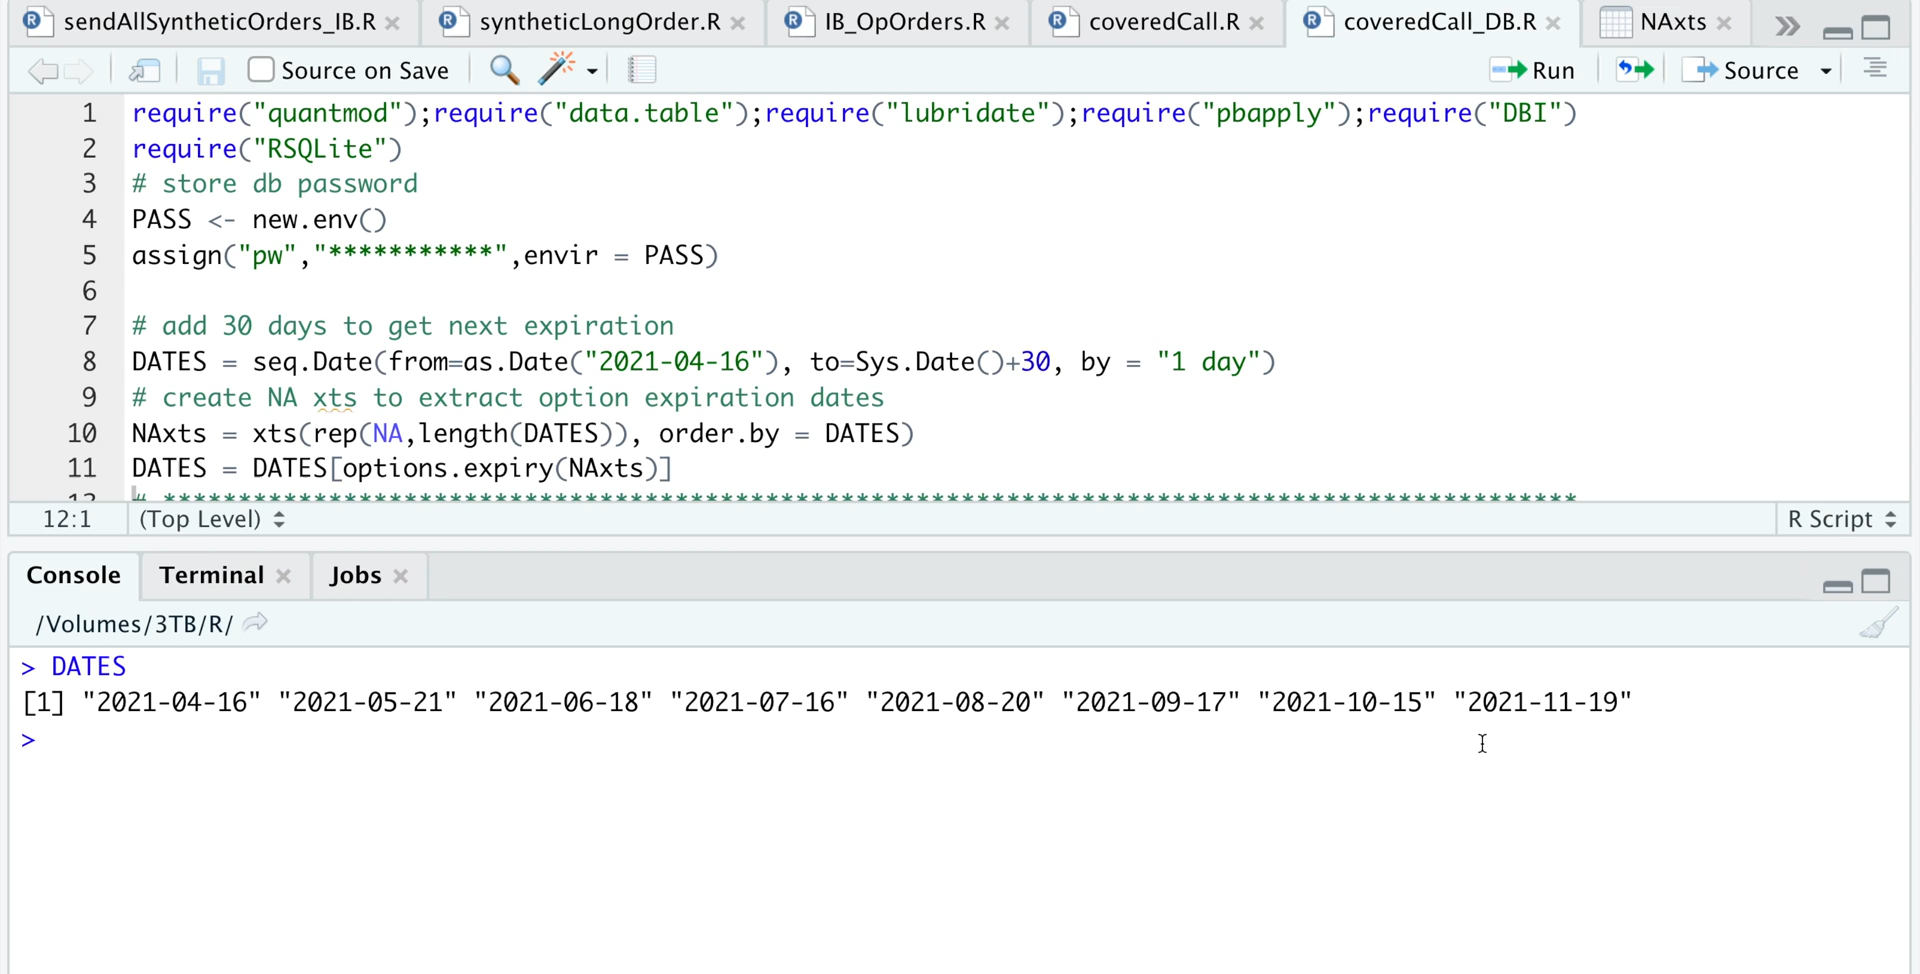 sendAllSyntheticOrders_IB.R syntheticLongOrder.R IB_OpOrders.R coveredCall.R coveredCall_DB.R NAxts
Source on Save Run Source
1 require("quantmod");require("data.table");require("lubridate");require("pbapply");require("DBI")
2 require("RSQLite")
3 # store db password
4 PASS <- new.env()
5 assign("pw","***********",envir = PASS)
6
7 # add 30 days to get next expiration
8 DATES = seq.Date(from=as.Date("2021-04-16"), to=Sys.Date()+30, by = "1 day")
9 # create NA xts to extract option expiration dates
10 NAxts = xts(rep(NA,length(DATES)), order.by = DATES)
11 DATES = DATES[options.expiry(NAxts)]
12 # **********************************************************************************************
12:1 (Top Level) R Script
Console Terminal Jobs
/Volumes/3TB/R/
> DATES
[1] "2021-04-16" "2021-05-21" "2021-06-18" "2021-07-16" "2021-08-20" "2021-09-17" "2021-10-15" "2021-11-19"
>